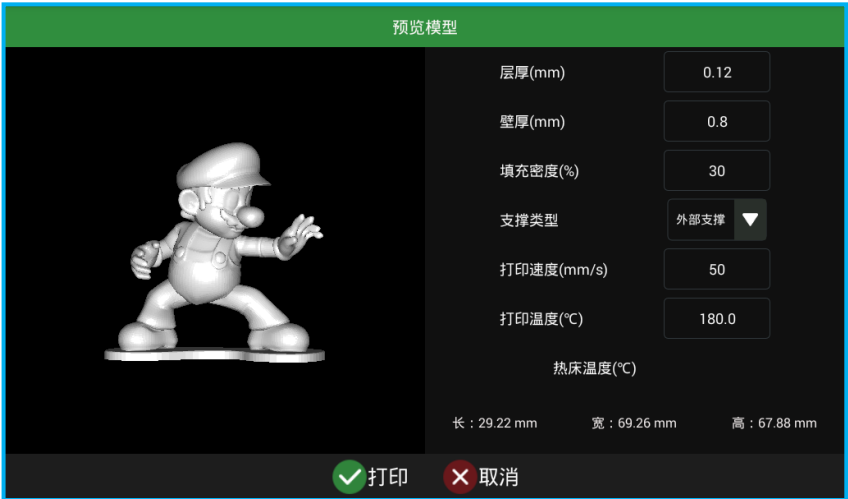 预览模型
层厚(mm) 0.12
壁厚(mm) 0.8
填充密度(%) 30
支撑类型 外部支撑
打印速度(mm/s) 50
打印温度(℃) 180.0
热床温度(℃)
长：29.22 mm 宽：69.26 mm 高：67.88 mm
打印 取消